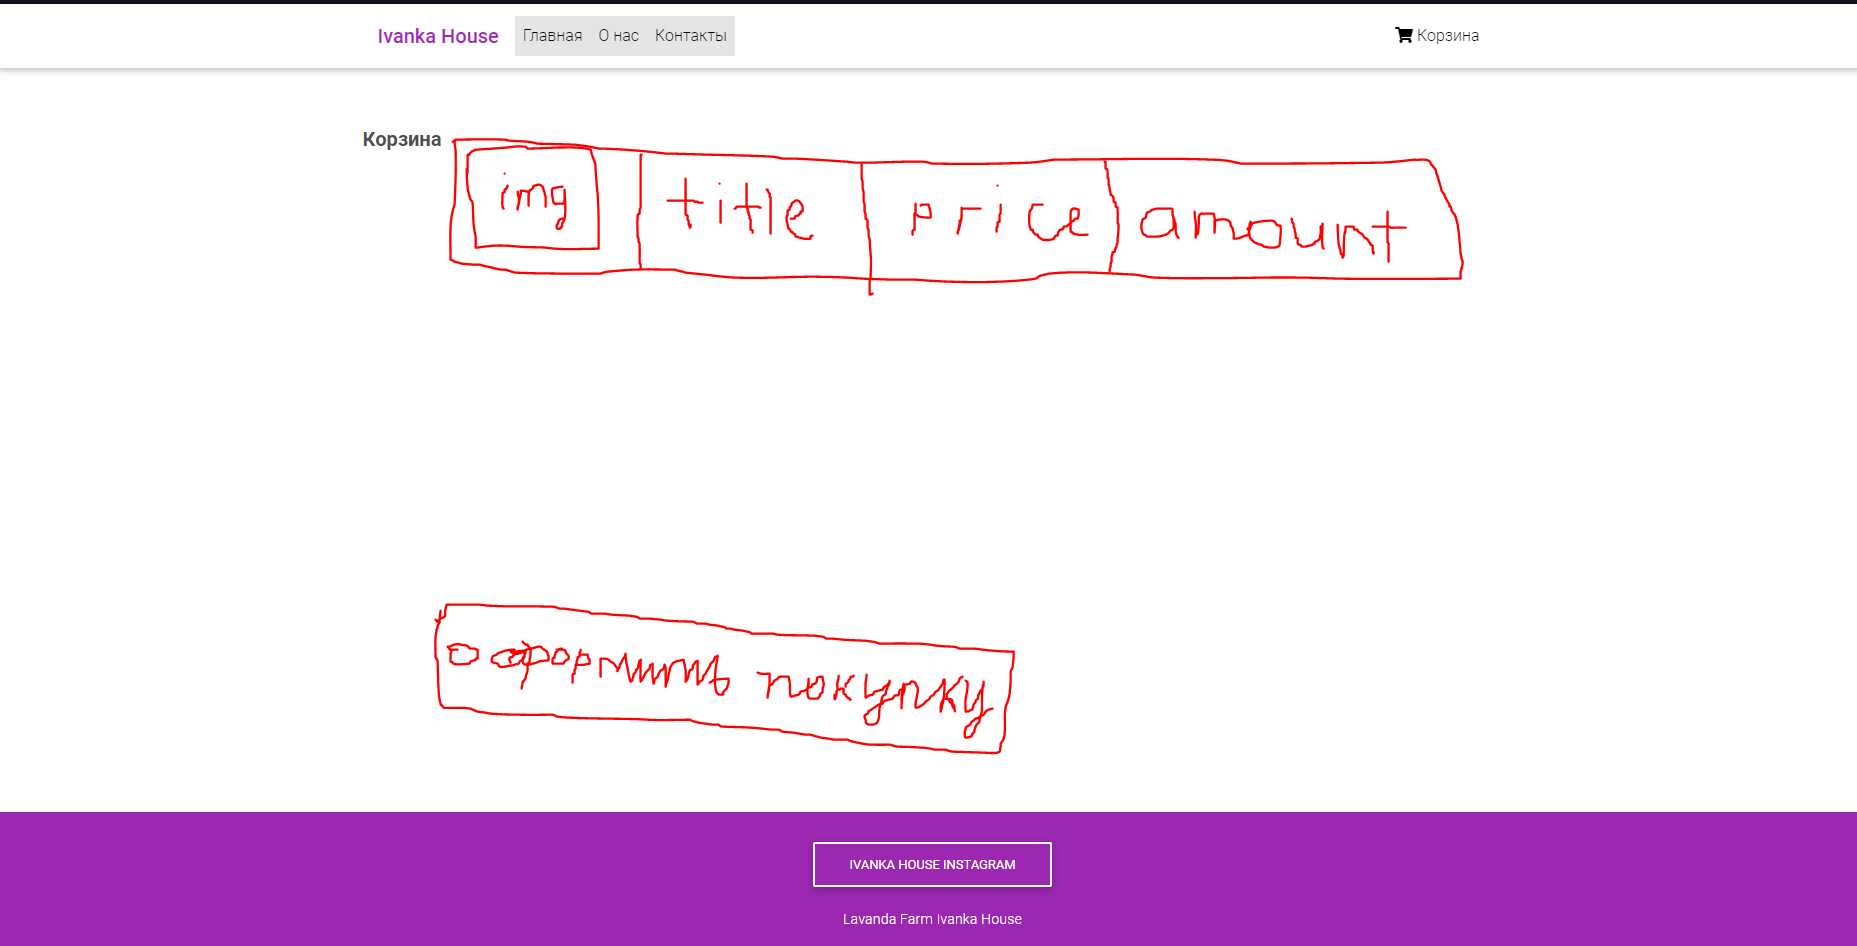 Ivanka House Главная О нас Контакты Корзина
Корзина
img title price amount
оформить покупку
IVANKA HOUSE INSTAGRAM
Lavanda Farm Ivanka House